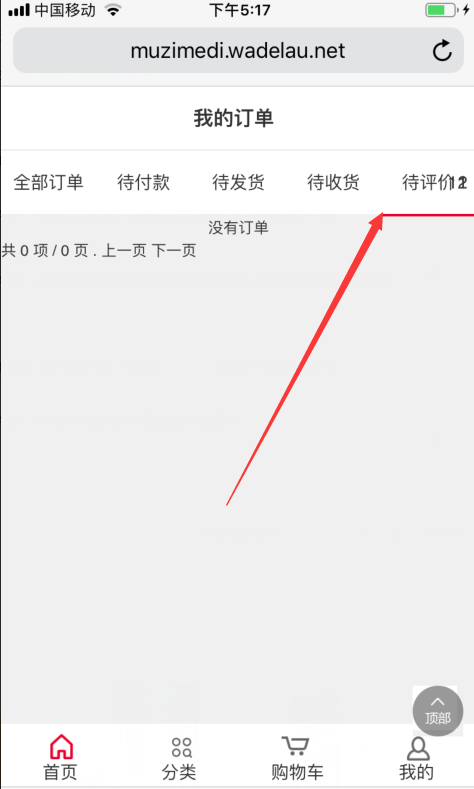 中国移动 下午5:17
muzimedi.wadelau.net
我的订单
全部订单 待付款 待发货 待收货 待评价
没有订单
共 0 项 / 0 页 . 上一页 下一页
顶部
首页 分类 购物车 我的